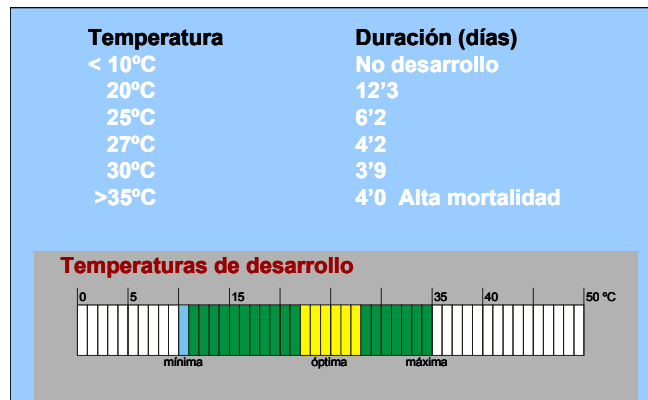 Temperatura Duración (días)
< 10ºC No desarrollo
20ºC 12’3
25ºC 6’2
27ºC 4’2
30ºC 3’9
>35ºC 4’0 Alta mortalidad
Temperaturas de desarrollo
0 5 15 35 40 50 ºC
mínima óptima máxima